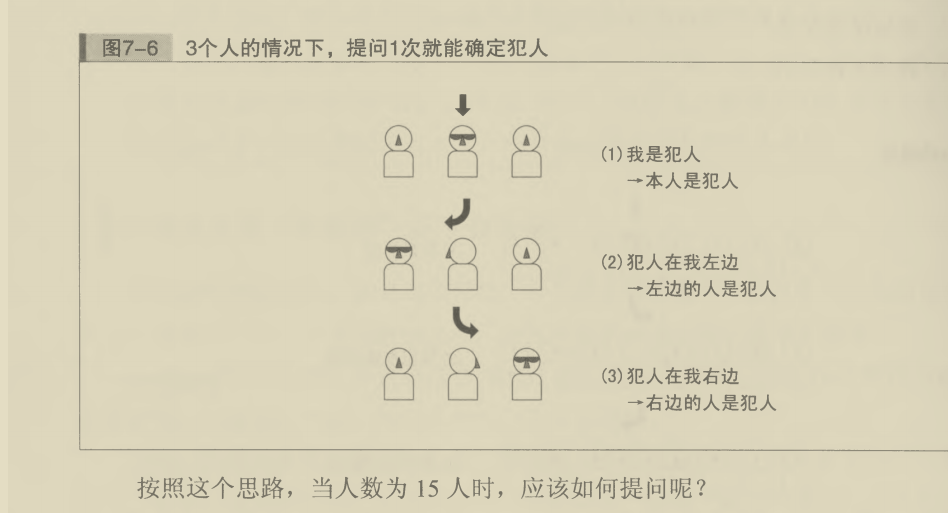 图7-6 3个人的情况下，提问1次就能确定犯人
(1)我是犯人
→本人是犯人
(2)犯人在我左边
→左边的人是犯人
(3)犯人在我右边
→右边的人是犯人
按照这个思路，当人数为 15 人时，应该如何提问呢？